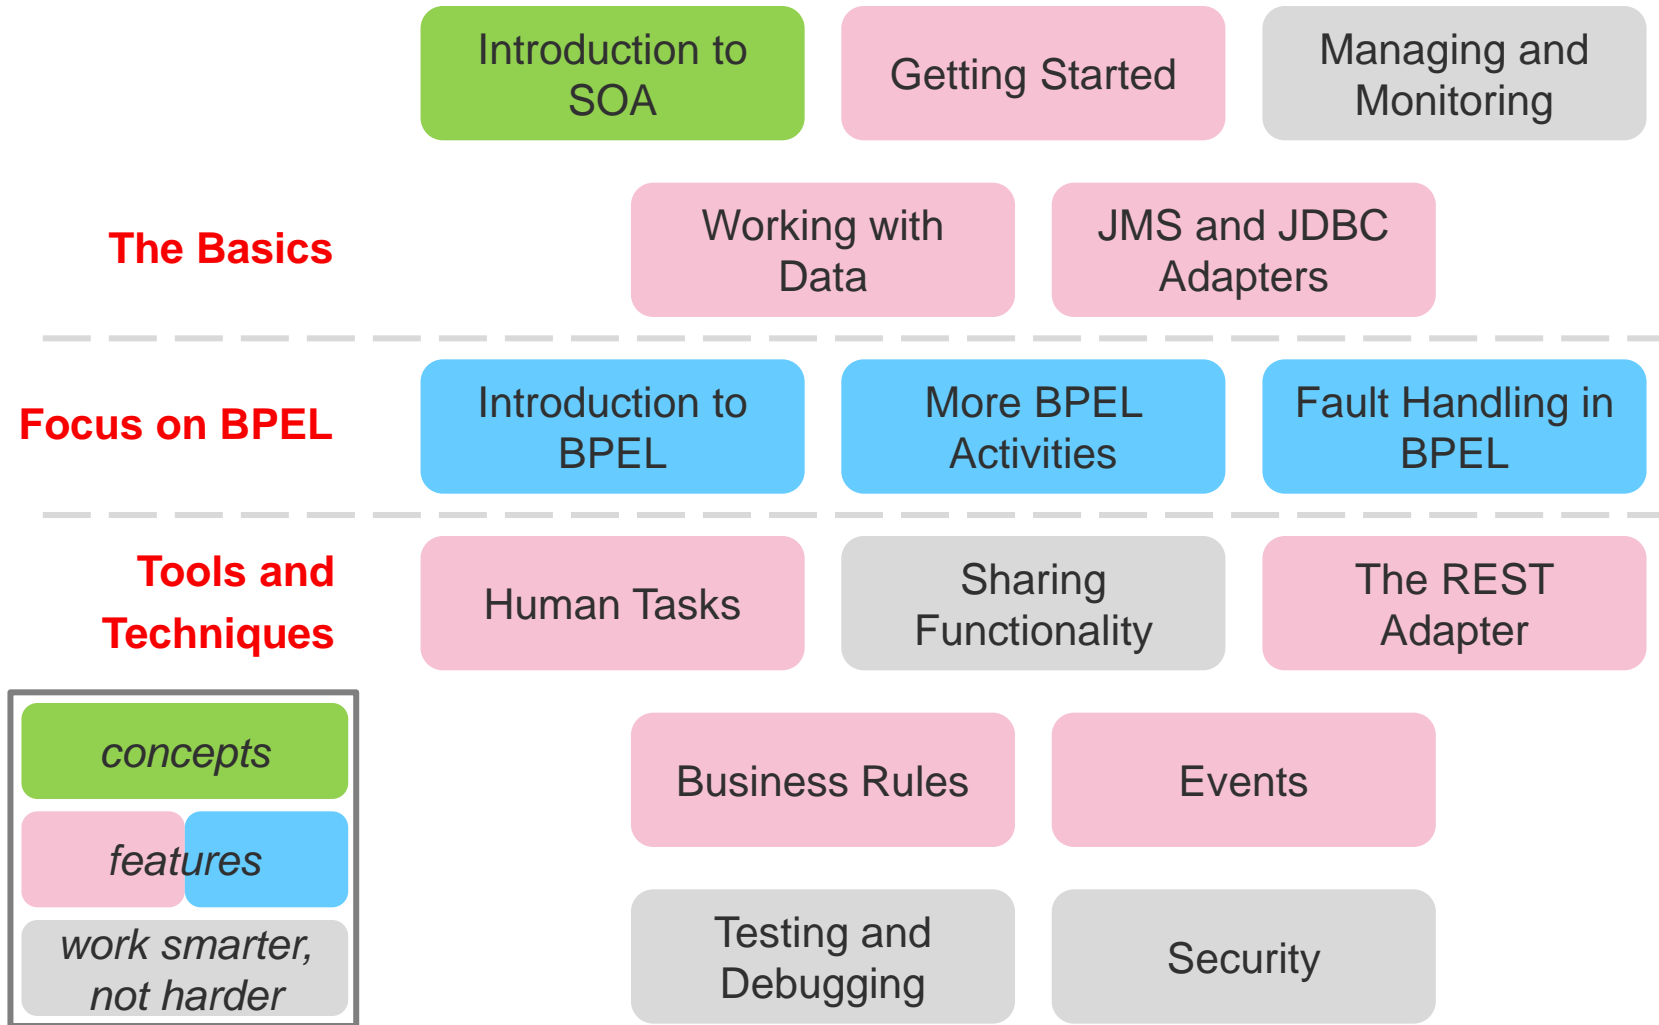 Introduction to
SOA
Getting Started
Managing and
Monitoring
The Basics
Working with
Data
JMS and JDBC
Adapters
Focus on BPEL
Introduction to
BPEL
More BPEL
Activities
Fault Handling in
BPEL
Tools and
Techniques
Human Tasks
Sharing
Functionality
The REST
Adapter
Business Rules
Events
Testing and
Debugging
Security
concepts
features
work smarter,
not harder